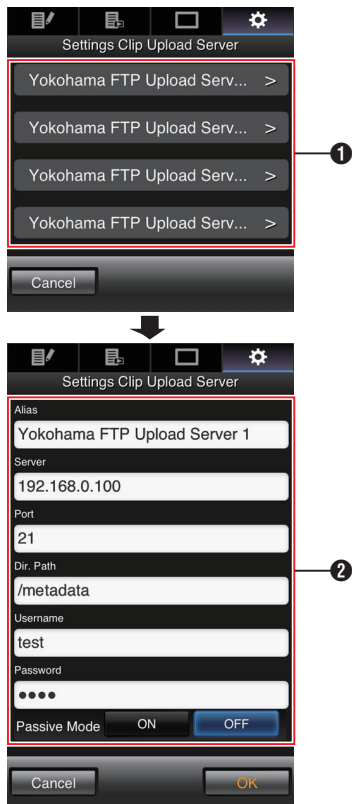 Settings Clip Upload Server
Yokohama FTP Upload Serv... >
Yokohama FTP Upload Serv... >
Yokohama FTP Upload Serv... >
Yokohama FTP Upload Serv... >
❶
Cancel
Settings Clip Upload Server
Alias
Yokohama FTP Upload Server 1
Server
192.168.0.100
Port
21
Dir. Path
/metadata
❷
Username
test
Password
●●●●
Passive Mode ON OFF
Cancel OK